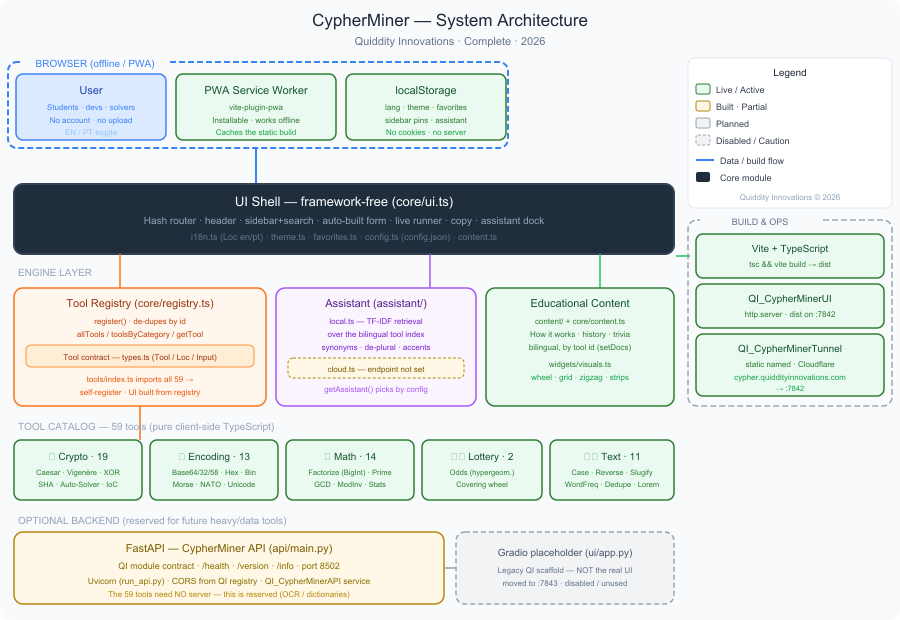 CypherMiner — System Architecture
Quiddity Innovations · Complete · 2026
BROWSER (offline / PWA)
User
Students · devs · solvers
No account · no upload
EN / PT toggle
PWA Service Worker
vite-plugin-pwa
Installable · works offline
Caches the static build
localStorage
lang · theme · favorites
sidebar pins · assistant
No cookies · no server
Legend
Live / Active
Built · Partial
Planned
Disabled / Caution
Data / build flow
Core module
Quiddity Innovations © 2026
UI Shell — framework-free (core/ui.ts)
Hash router · header · sidebar+search · auto-built form · live runner · copy · assistant dock
i18n.ts (Loc en/pt) · theme.ts · favorites.ts · config.ts (config.json) · content.ts
BUILD & OPS
Vite + TypeScript
tsc && vite build → dist
QI_CypherMinerUI
http.server · dist on :7842
QI_CypherMinerTunnel
static named · Cloudflare
cypher.quiddityinnovations.com
→ :7842
ENGINE LAYER
Tool Registry (core/registry.ts)
register() · de-dupes by id
allTools / toolsByCategory / getTool
Tool contract — types.ts (Tool / Loc / Input)
tools/index.ts imports all 59 →
self-register · UI built from registry
Assistant (assistant/)
local.ts — TF-IDF retrieval
over the bilingual tool index
synonyms · de-plural · accents
cloud.ts — endpoint not set
getAssistant() picks by config
Educational Content
content/ + core/content.ts
How it works · history · trivia
bilingual, by tool id (setDocs)
widgets/visuals.ts
wheel · grid · zigzag · strips
TOOL CATALOG — 59 tools (pure client-side TypeScript)
Crypto · 19
Caesar · Vigenère · XOR
SHA · Auto-Solver · IoC
Encoding · 13
Base64/32/58 · Hex · Bin
Morse · NATO · Unicode
Math · 14
Factorize (BigInt) · Prime
GCD · ModInv · Stats
Lottery · 2
Odds (hypergeom.)
Covering wheel
Text · 11
Case · Reverse · Slugify
WordFreq · Dedupe · Lorem
OPTIONAL BACKEND (reserved for future heavy/data tools)
FastAPI — CypherMiner API (api/main.py)
QI module contract · /health · /version · /info · port 8502
Uvicorn (run_api.py) · CORS from QI registry · QI_CypherMinerAPI service
The 59 tools need NO server — this is reserved (OCR / dictionaries)
Gradio placeholder (ui/app.py)
Legacy QI scaffold — NOT the real UI
moved to :7843 · disabled / unused